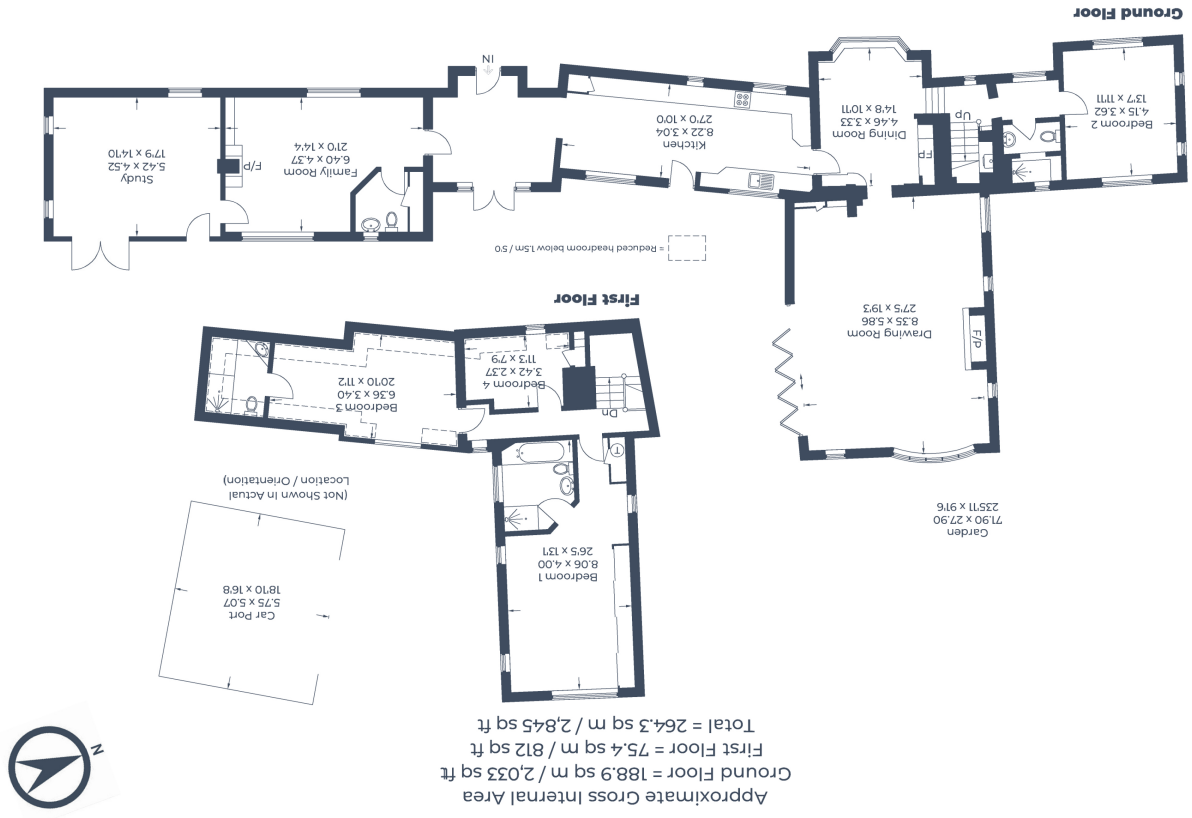 Approximate Gross Internal Area
Ground Floor = 188.9 sq m / 2,033 sq ft
First Floor = 75.4 sq m / 812 sq ft
Total = 264.3 sq m / 2,845 sq ft
N
Car Port
5.75 x 5.07
18'10 x 16'8
(Not Shown In Actual
Location / Orientation)
Bedroom 1
8.06 x 4.00
26'5 x 13'1
T
Dn
Bedroom 4
3.42 x 2.37
11'3 x 7'9
Bedroom 3
6.36 x 3.40
20'10 x 11'2
First Floor
Garden
71.90 x 27.90
235'11 x 91'6
Drawing Room
8.35 x 5.86
27'5 x 19'3
F/P
= Reduced headroom below 1.5m / 5'0
Bedroom 2
4.15 x 3.62
13'7 x 11'11
Up
FP
Dining Room
4.46 x 3.33
14'8 x 10'11
Kitchen
8.22 x 3.04
27'0 x 10'0
IN
Family Room
6.40 x 4.37
21'0 x 14'4
F/P
Study
5.42 x 4.52
17'9 x 14'10
Ground Floor